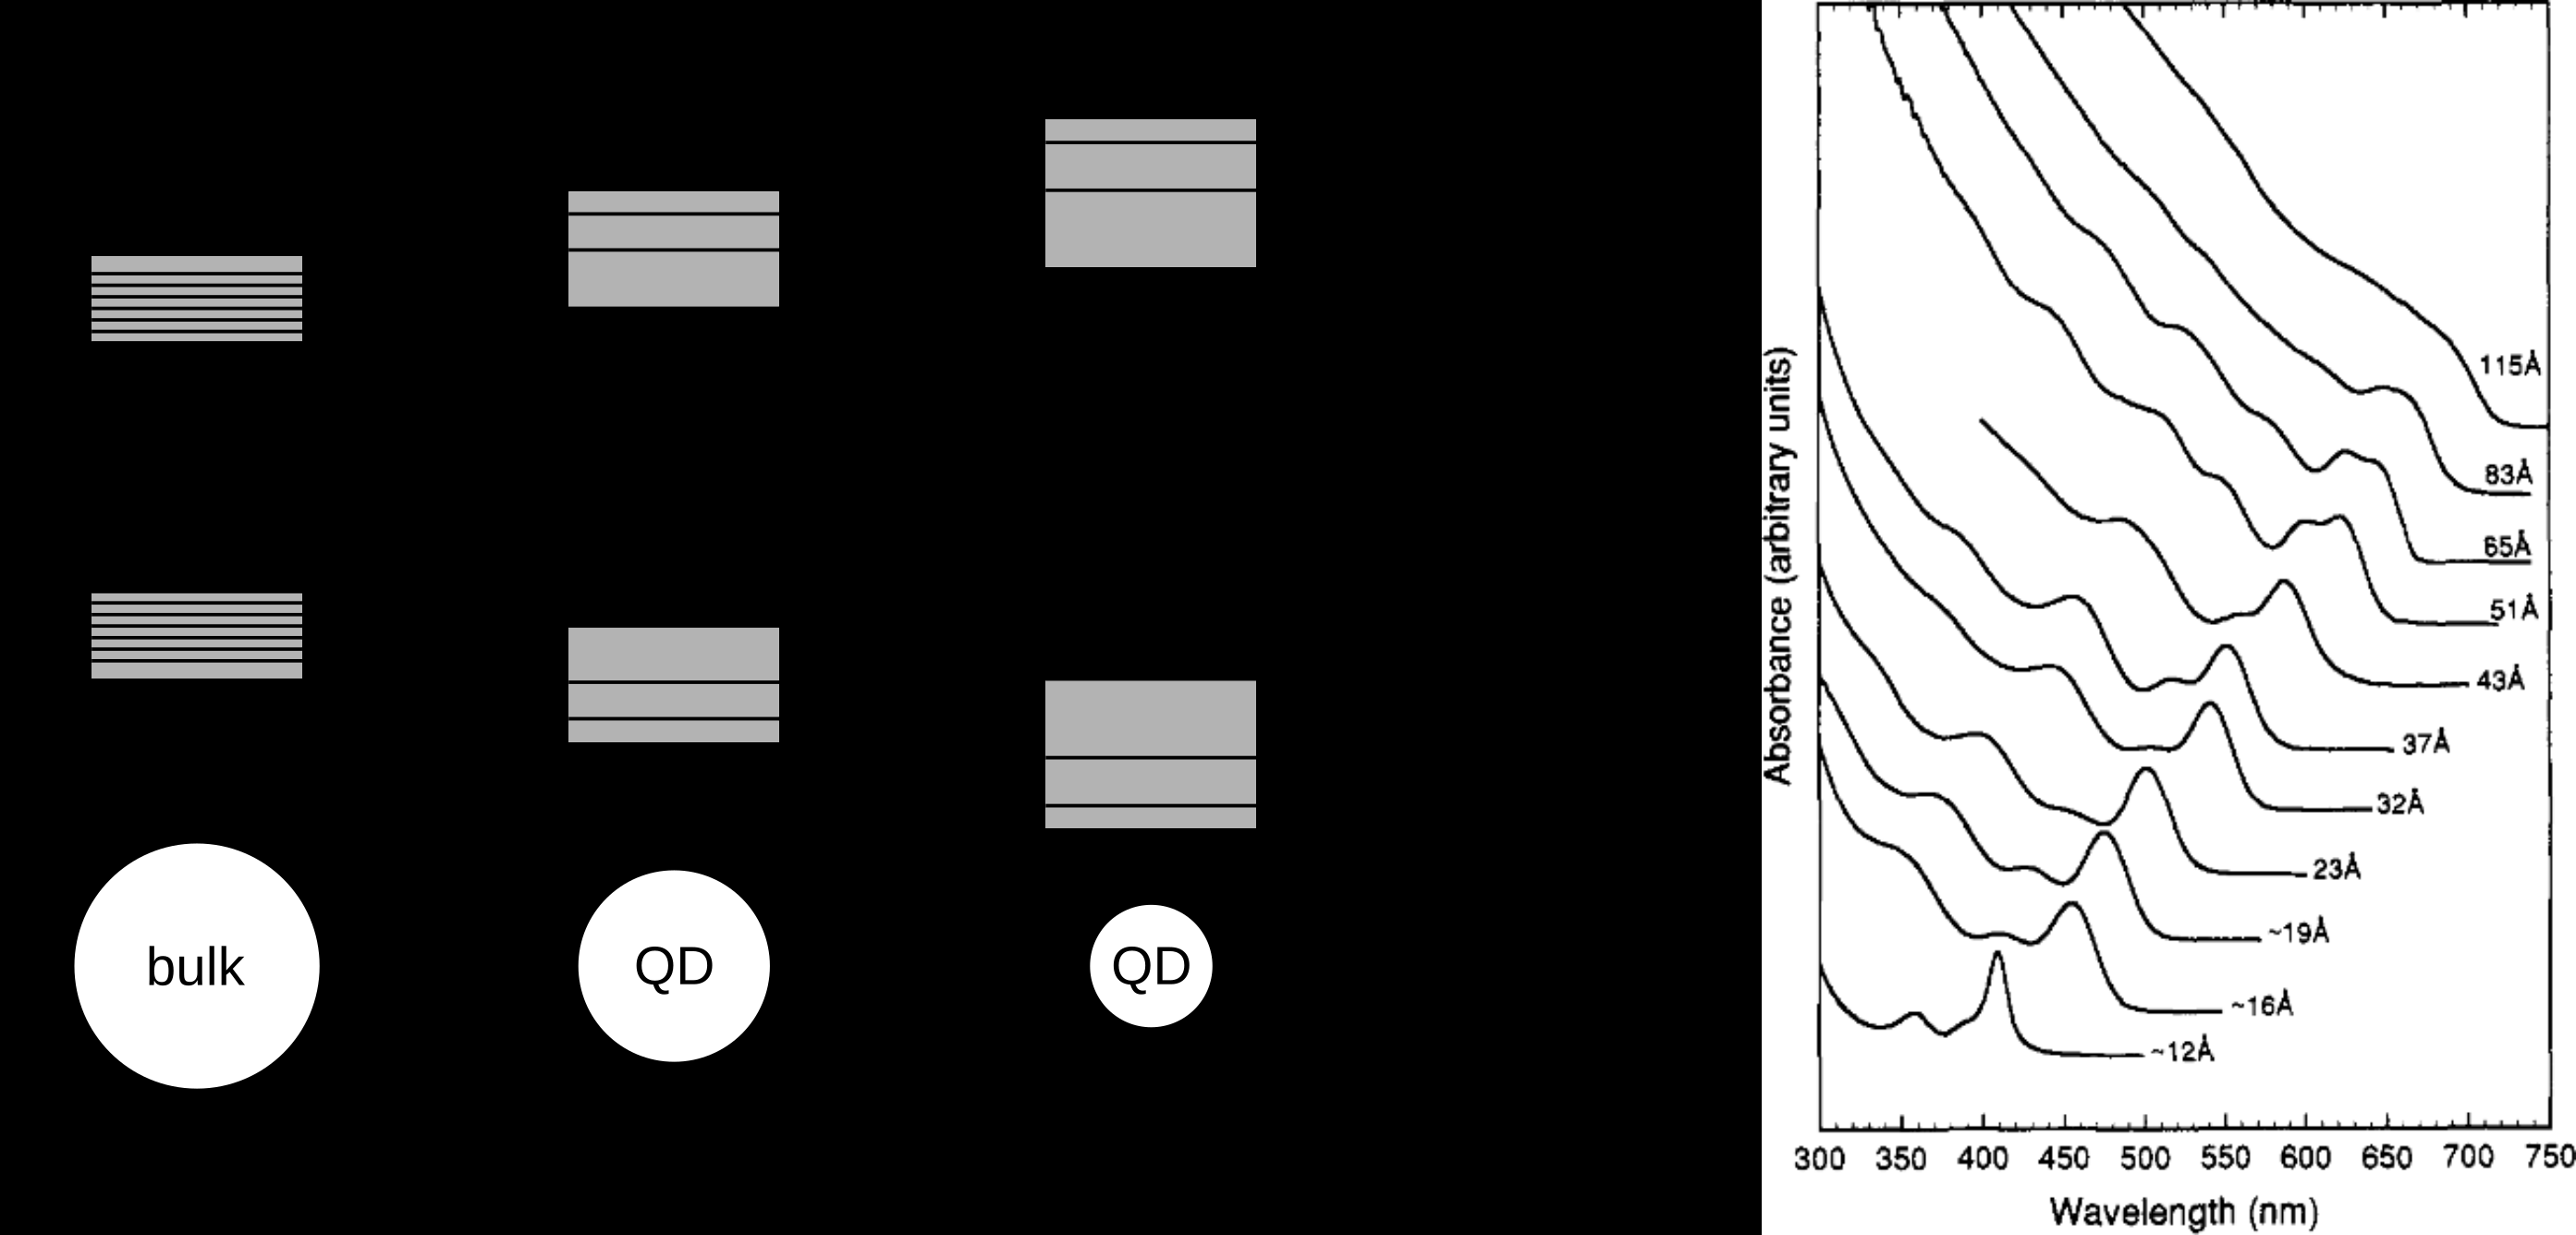 bulk
QD
QD
Absorbance (arbitrary units)
115Å
83Å
65Å
51Å
43Å
37Å
32Å
23Å
~19Å
~16Å
~12Å
300 350 400 450 500 550 600 650 700 750
Wavelength (nm)